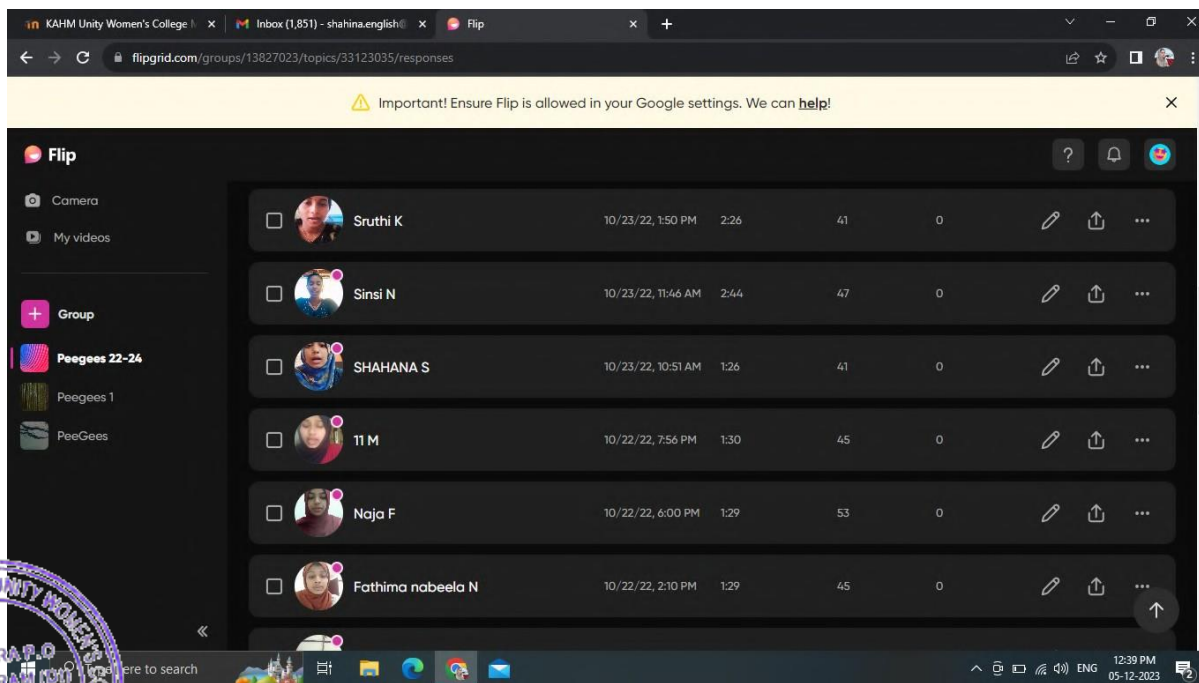 KAHM Unity Women's College
Inbox (1,851) - shahina.english@
Flip
flipgrid.com/groups/13827023/topics/33123035/responses
Important! Ensure Flip is allowed in your Google settings. We can help!
Flip
Camera
My videos
Group
Peegees 22-24
Peegees 1
PeeGees
Sruthi K 10/23/22, 1:50 PM 2:26 41 0
Sinsi N 10/23/22, 11:46 AM 2:44 47 0
SHAHANA S 10/23/22, 10:51 AM 1:26 41 0
11 M 10/22/22, 7:56 PM 1:30 45 0
Naja F 10/22/22, 6:00 PM 1:29 53 0
Fathima nabeela N 10/22/22, 2:10 PM 1:29 45 0
UNITY WOMEN'S
P.O
here to search
ENG
12:39 PM
05-12-2023
2